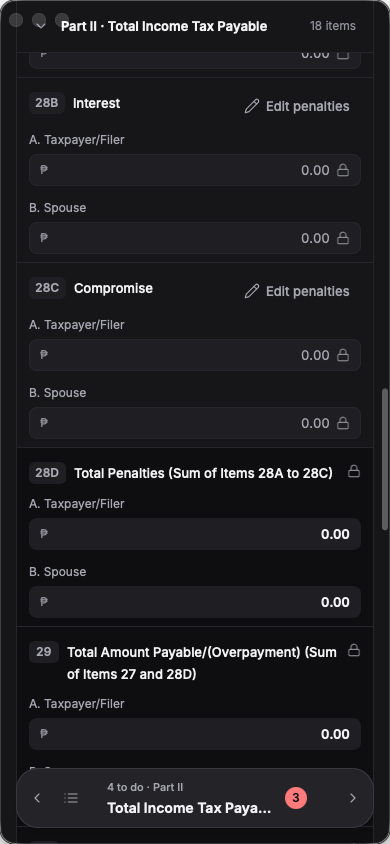 Part II · Total Income Tax Payable
18 items
₱ 0.00
28B Interest
Edit penalties
A. Taxpayer/Filer
₱ 0.00
B. Spouse
₱ 0.00
28C Compromise
Edit penalties
A. Taxpayer/Filer
₱ 0.00
B. Spouse
₱ 0.00
28D Total Penalties (Sum of Items 28A to 28C)
A. Taxpayer/Filer
₱ 0.00
B. Spouse
₱ 0.00
29 Total Amount Payable/(Overpayment) (Sum
of Items 27 and 28D)
A. Taxpayer/Filer
₱ 0.00
4 to do · Part II
Total Income Tax Paya...
3